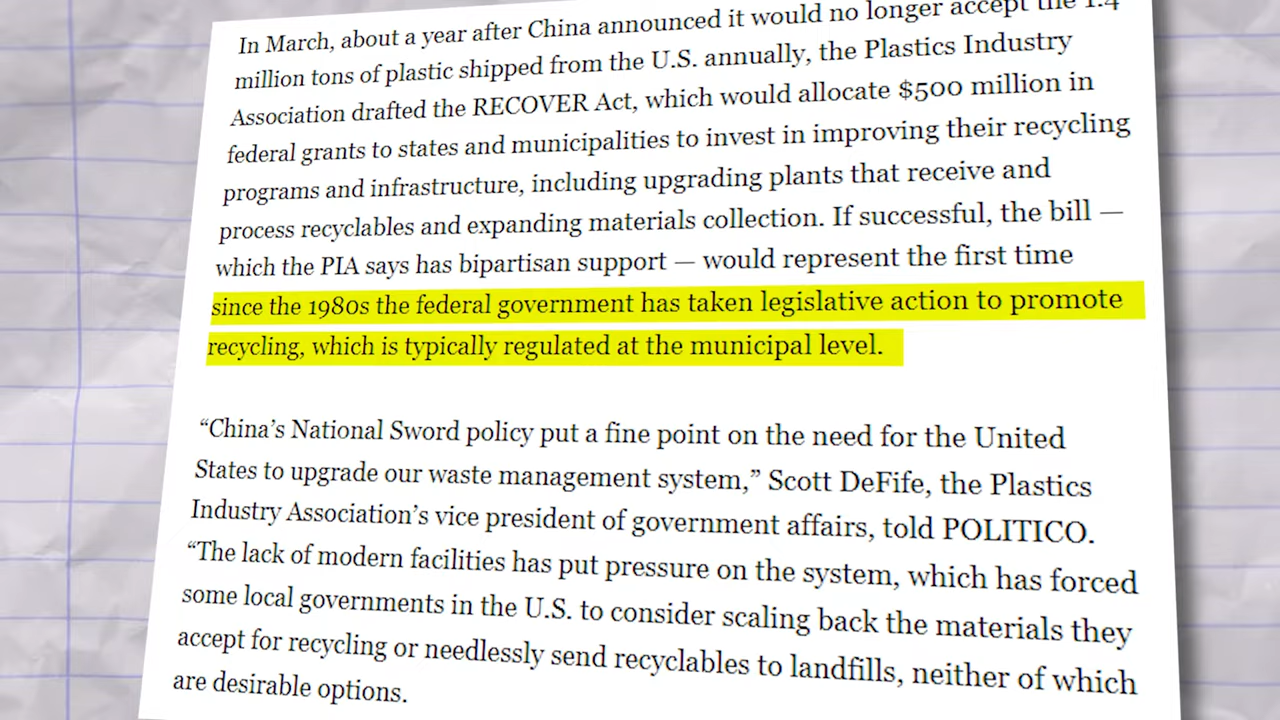 In March, about a year after China announced it would no longer accept the 1.4
million tons of plastic shipped from the U.S. annually, the Plastics Industry
Association drafted the RECOVER Act, which would allocate $500 million in
federal grants to states and municipalities to invest in improving their recycling
programs and infrastructure, including upgrading plants that receive and
process recyclables and expanding materials collection. If successful, the bill —
which the PIA says has bipartisan support — would represent the first time
since the 1980s the federal government has taken legislative action to promote
recycling, which is typically regulated at the municipal level.
“China’s National Sword policy put a fine point on the need for the United
States to upgrade our waste management system,” Scott DeFife, the Plastics
Industry Association’s vice president of government affairs, told POLITICO.
“The lack of modern facilities has put pressure on the system, which has forced
some local governments in the U.S. to consider scaling back the materials they
accept for recycling or needlessly send recyclables to landfills, neither of which
are desirable options.